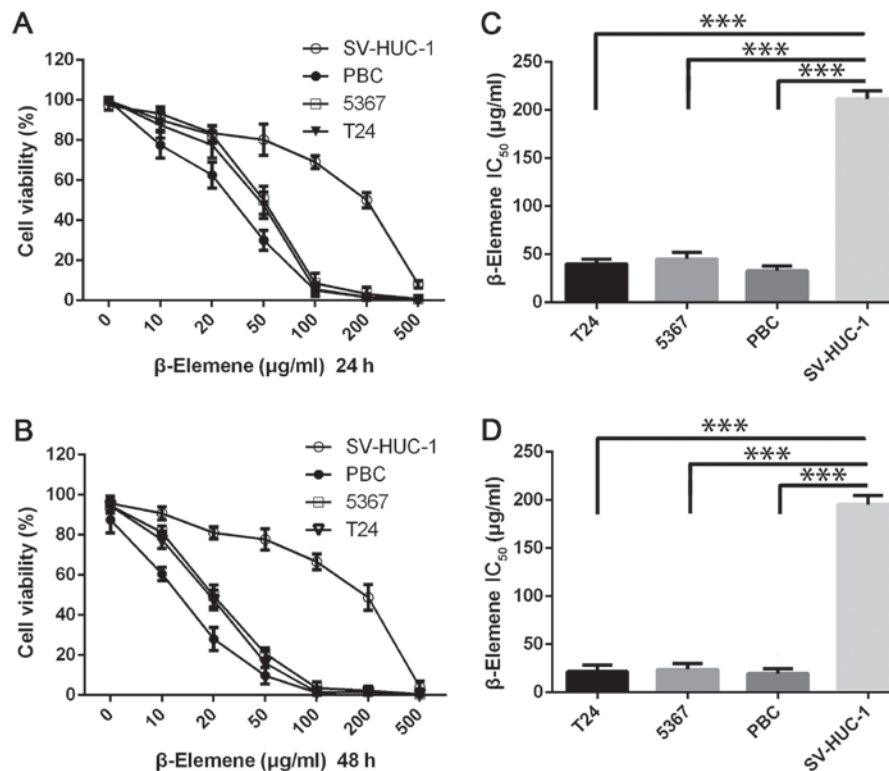 A
Cell viability (%)
120
100
80
60
40
20
0
SV-HUC-1
PBC
5367
T24
0 10 20 50 100 200 500
β-Elemene (μg/ml) 24 h
B
Cell viability (%)
120
100
80
60
40
20
0
SV-HUC-1
PBC
5367
T24
0 10 20 50 100 200 500
β-Elemene (μg/ml) 48 h
C
β-Elemene IC50 (μg/ml)
250
200
150
100
50
0
***
***
***
T24 5367 PBC SV-HUC-1
D
β-Elemene IC50 (μg/ml)
250
200
150
100
50
0
***
***
***
T24 5367 PBC SV-HUC-1